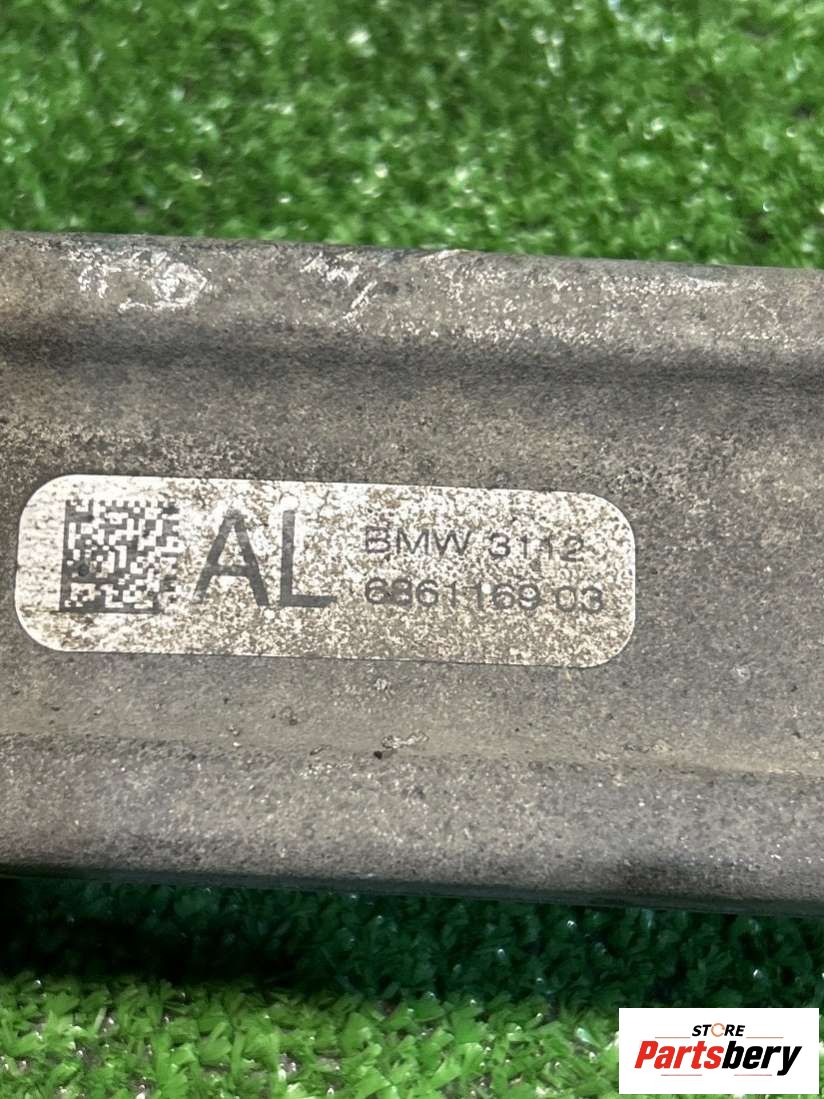 AL
BMW 3112
6861169 03
STORE
Partsbery